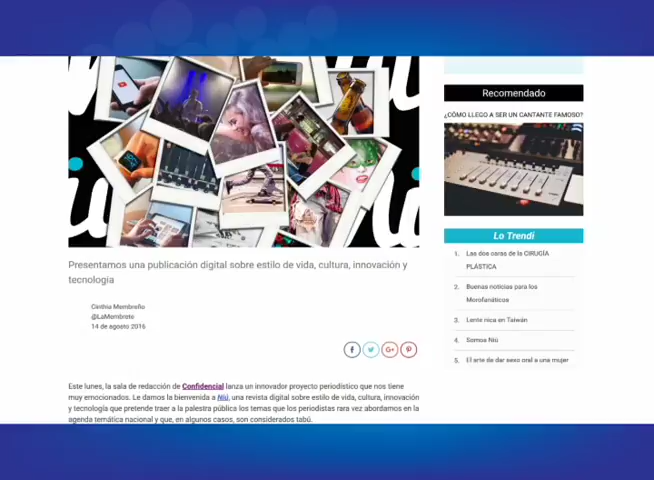 Recomendado
¿CÓMO LLEGO A SER UN CANTANTE FAMOSO?
Lo Trendi
1. Las dos caras de la CIRUGÍA
PLÁSTICA
2. Buenas noticias para los
Morofanáticos
3. Lente nica en Taiwán
4. Somos Niú
5. El arte de dar sexo oral a una mujer
Presentamos una publicación digital sobre estilo de vida, cultura, innovación y
tecnología
Cinthia Membreño
@LaMembreto
14 de agosto 2016
Este lunes, la sala de redacción de Confidencial lanza un innovador proyecto periodístico que nos tiene
muy emocionados. Le damos la bienvenida a Niú, una revista digital sobre estilo de vida, cultura, innovación
y tecnología que pretende traer a la palestra pública los temas que los periodistas rara vez abordamos en la
agenda temática nacional y que, en algunos casos, son considerados tabú.